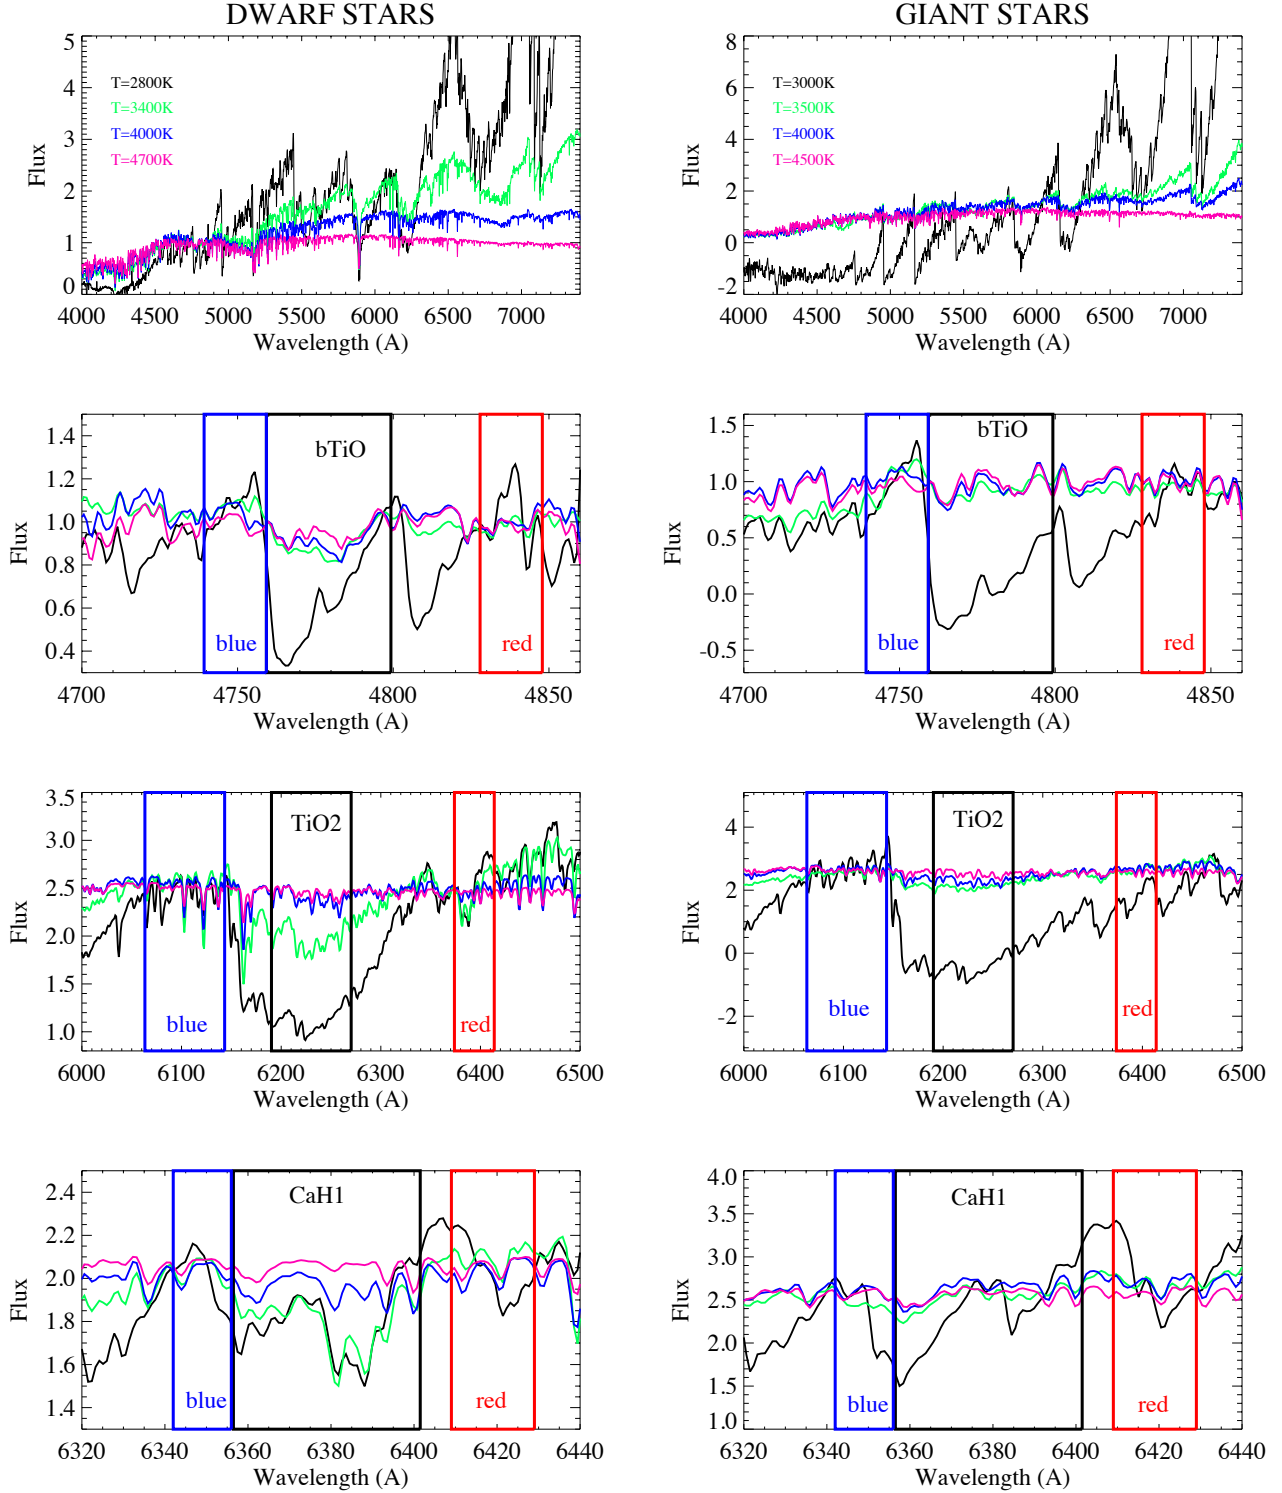 DWARF STARS
GIANT STARS
T=2800K
T=3400K
T=4000K
T=4700K
Flux
5
4
3
2
1
0
4000 4500 5000 5500 6000 6500 7000
Wavelength (A)
T=3000K
T=3500K
T=4000K
T=4500K
Flux
8
6
4
2
0
-2
4000 4500 5000 5500 6000 6500 7000
Wavelength (A)
bTiO
blue
red
Flux
1.4
1.2
1.0
0.8
0.6
0.4
4700 4750 4800 4850
Wavelength (A)
bTiO
blue
red
Flux
1.5
1.0
0.5
0.0
-0.5
4700 4750 4800 4850
Wavelength (A)
TiO2
blue
red
Flux
3.5
3.0
2.5
2.0
1.5
1.0
6000 6100 6200 6300 6400 6500
Wavelength (A)
TiO2
blue
red
Flux
4
2
0
-2
6000 6100 6200 6300 6400 6500
Wavelength (A)
CaH1
blue
red
Flux
2.4
2.2
2.0
1.8
1.6
1.4
6320 6340 6360 6380 6400 6420 6440
Wavelength (A)
CaH1
blue
red
Flux
4.0
3.5
3.0
2.5
2.0
1.5
1.0
6320 6340 6360 6380 6400 6420 6440
Wavelength (A)